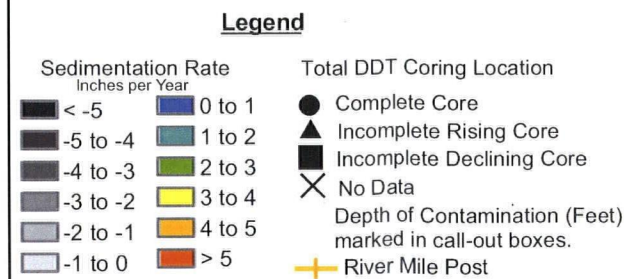 Legend
Sedimentation Rate
Inches per Year
< -5
-5 to -4
-4 to -3
-3 to -2
-2 to -1
-1 to 0
0 to 1
1 to 2
2 to 3
3 to 4
4 to 5
> 5
Total DDT Coring Location
Complete Core
Incomplete Rising Core
Incomplete Declining Core
No Data
Depth of Contamination (Feet)
marked in call-out boxes.
River Mile Post